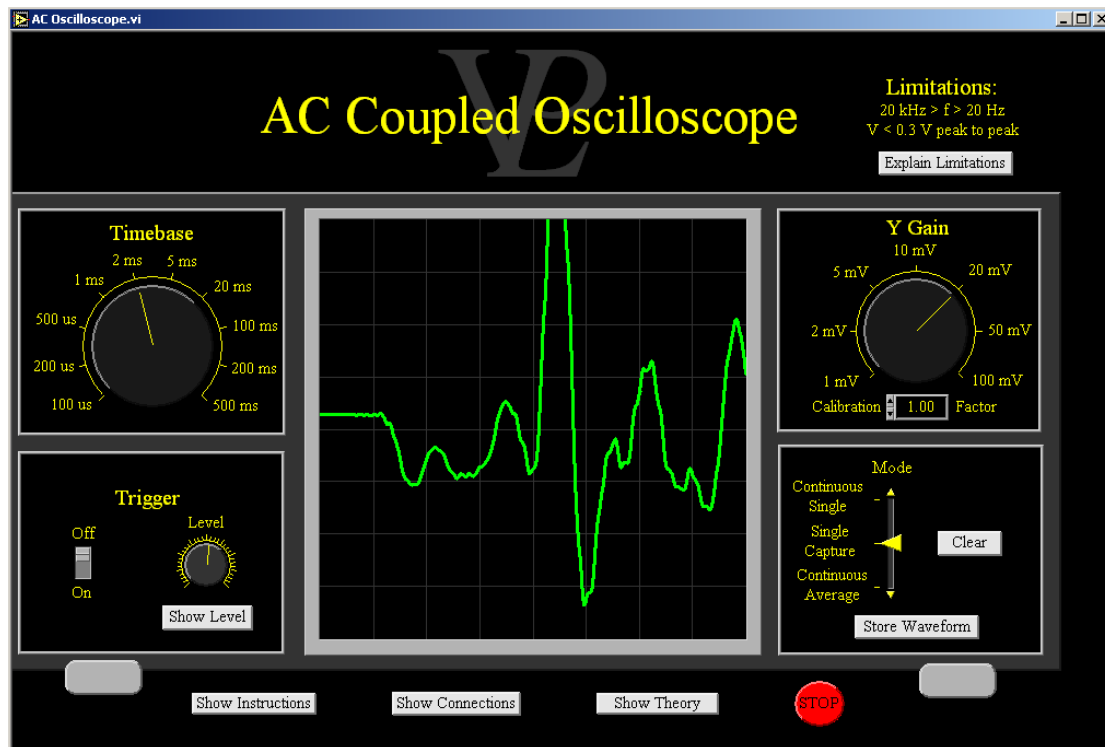 AC Oscilloscope.vi
VPL
AC Coupled Oscilloscope
Limitations:
20 kHz > f > 20 Hz
V < 0.3 V peak to peak
Explain Limitations
Timebase
2 ms
5 ms
1 ms
20 ms
500 us
100 ms
200 us
200 ms
100 us
500 ms
Y Gain
10 mV
5 mV
20 mV
2 mV
50 mV
1 mV
100 mV
Calibration
1.00
Factor
Trigger
Off
On
Level
Show Level
Mode
Continuous
Single
Single
Capture
Continuous
Average
Clear
Store Waveform
Show Instructions
Show Connections
Show Theory
STOP